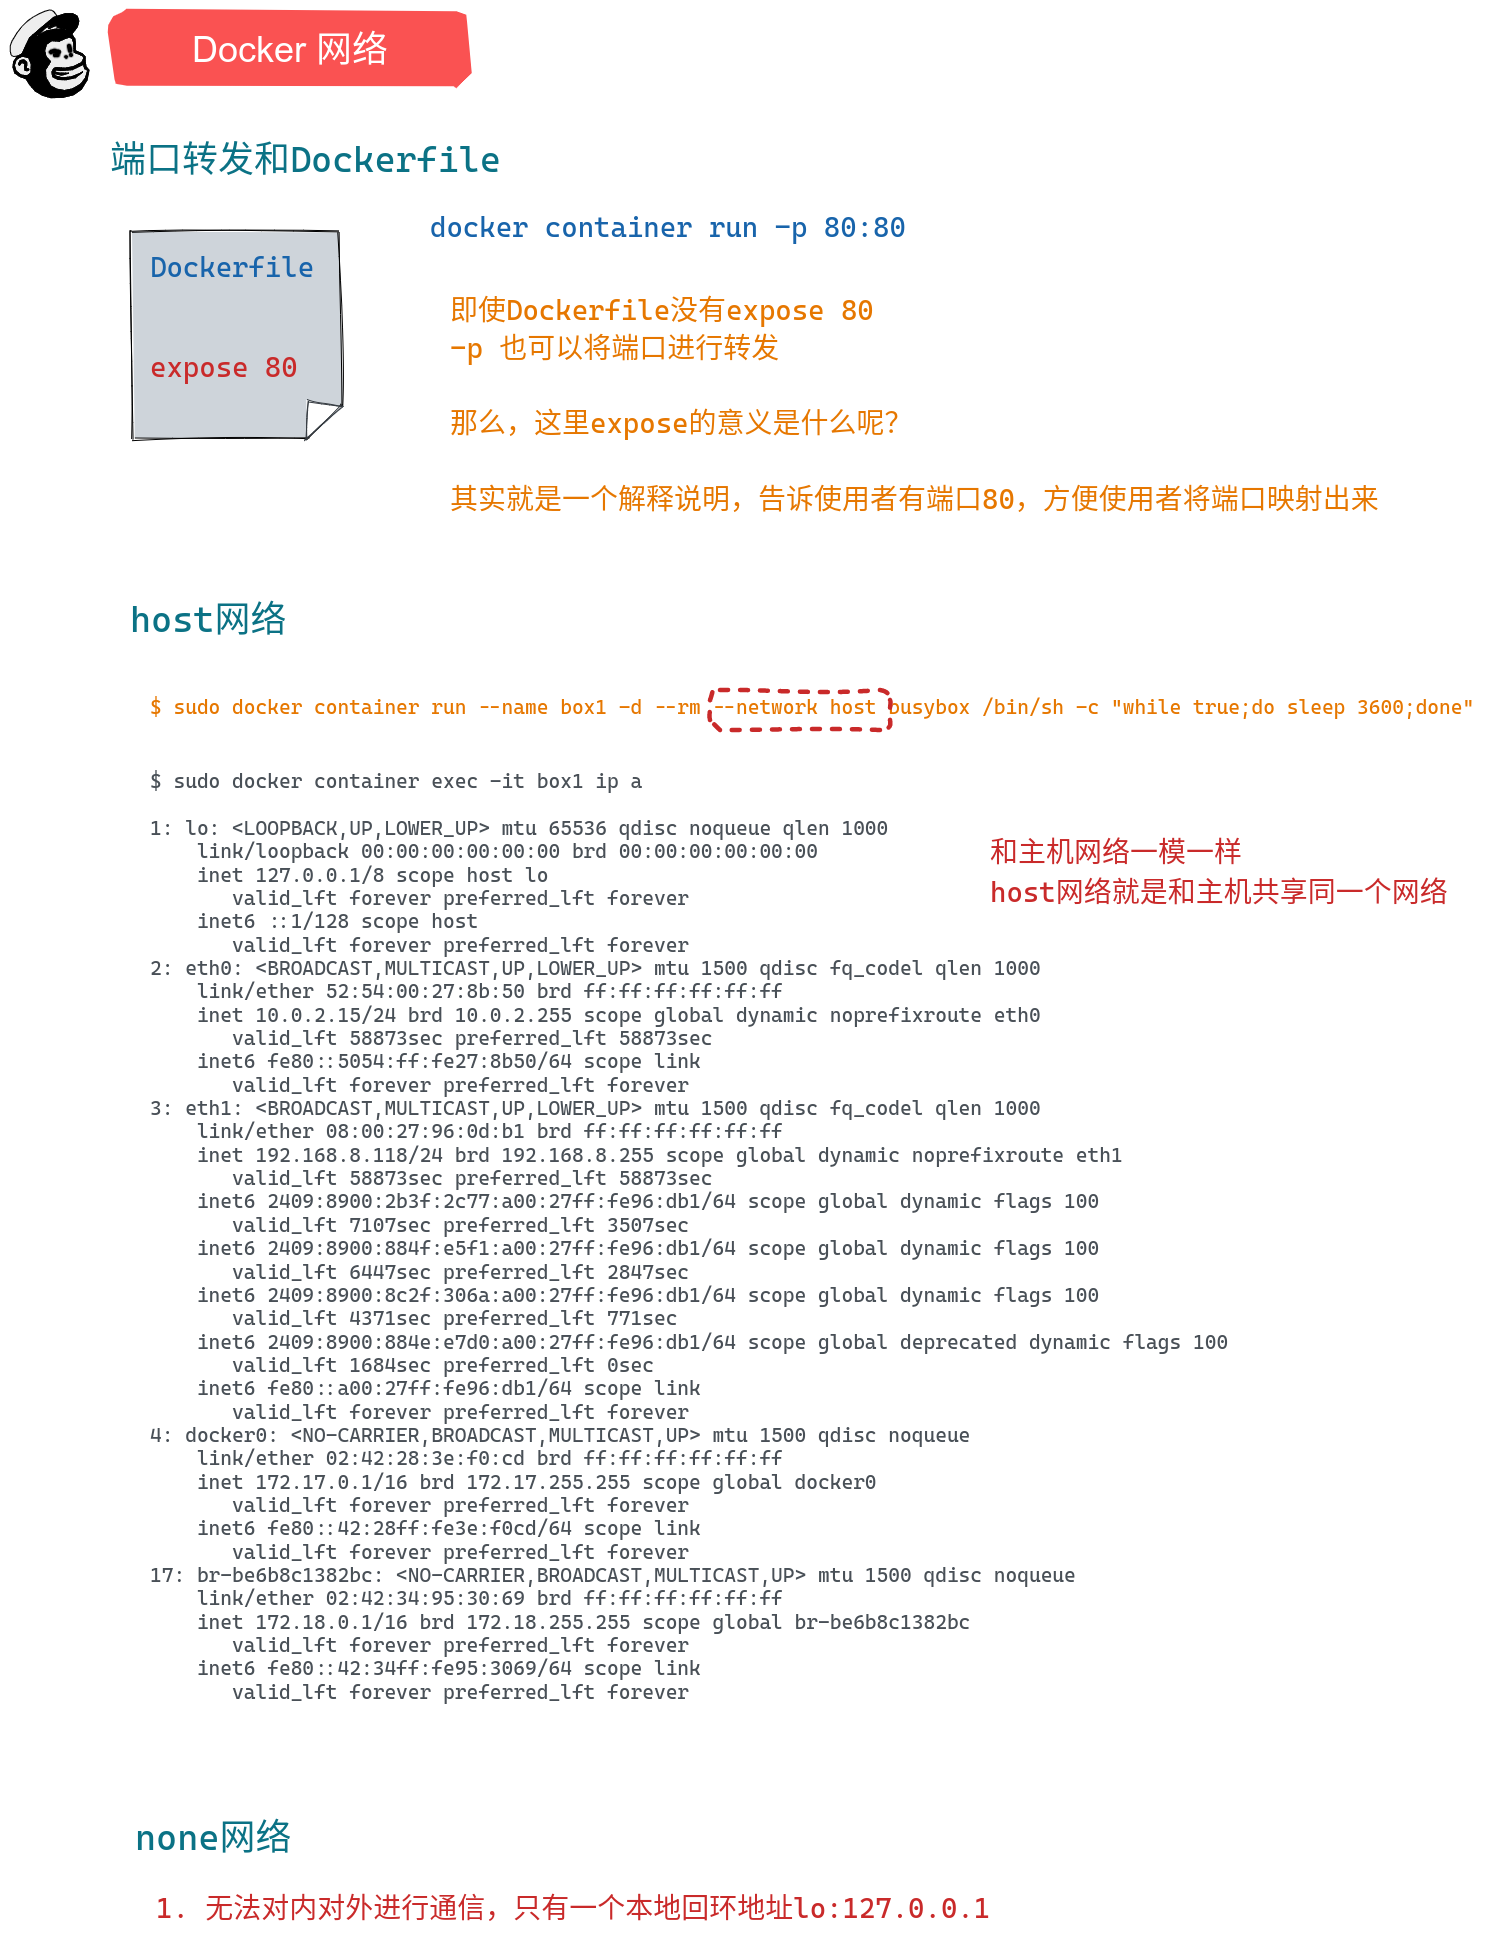 Docker 网络
端口转发和Dockerfile
docker container run -p 80:80
Dockerfile
expose 80
即使Dockerfile没有expose 80
-p 也可以将端口进行转发
那么，这里expose的意义是什么呢？
其实就是一个解释说明，告诉使用者有端口80，方便使用者将端口映射出来
host网络
$ sudo docker container run --name box1 -d --rm --network host busybox /bin/sh -c "while true;do sleep 3600;done"
$ sudo docker container exec -it box1 ip a
1: lo: <LOOPBACK,UP,LOWER_UP> mtu 65536 qdisc noqueue qlen 1000
    link/loopback 00:00:00:00:00:00 brd 00:00:00:00:00:00
    inet 127.0.0.1/8 scope host lo
       valid_lft forever preferred_lft forever
    inet6 ::1/128 scope host
       valid_lft forever preferred_lft forever
和主机网络一模一样
host网络就是和主机共享同一个网络
2: eth0: <BROADCAST,MULTICAST,UP,LOWER_UP> mtu 1500 qdisc fq_codel qlen 1000
    link/ether 52:54:00:27:8b:50 brd ff:ff:ff:ff:ff:ff
    inet 10.0.2.15/24 brd 10.0.2.255 scope global dynamic noprefixroute eth0
       valid_lft 58873sec preferred_lft 58873sec
    inet6 fe80::5054:ff:fe27:8b50/64 scope link
       valid_lft forever preferred_lft forever
3: eth1: <BROADCAST,MULTICAST,UP,LOWER_UP> mtu 1500 qdisc fq_codel qlen 1000
    link/ether 08:00:27:96:0d:b1 brd ff:ff:ff:ff:ff:ff
    inet 192.168.8.118/24 brd 192.168.8.255 scope global dynamic noprefixroute eth1
       valid_lft 58873sec preferred_lft 58873sec
    inet6 2409:8900:2b3f:2c77:a00:27ff:fe96:db1/64 scope global dynamic flags 100
       valid_lft 7107sec preferred_lft 3507sec
    inet6 2409:8900:884f:e5f1:a00:27ff:fe96:db1/64 scope global dynamic flags 100
       valid_lft 6447sec preferred_lft 2847sec
    inet6 2409:8900:8c2f:306a:a00:27ff:fe96:db1/64 scope global dynamic flags 100
       valid_lft 4371sec preferred_lft 771sec
    inet6 2409:8900:884e:e7d0:a00:27ff:fe96:db1/64 scope global deprecated dynamic flags 100
       valid_lft 1684sec preferred_lft 0sec
    inet6 fe80::a00:27ff:fe96:db1/64 scope link
       valid_lft forever preferred_lft forever
4: docker0: <NO-CARRIER,BROADCAST,MULTICAST,UP> mtu 1500 qdisc noqueue
    link/ether 02:42:28:3e:f0:cd brd ff:ff:ff:ff:ff:ff
    inet 172.17.0.1/16 brd 172.17.255.255 scope global docker0
       valid_lft forever preferred_lft forever
    inet6 fe80::42:28ff:fe3e:f0cd/64 scope link
       valid_lft forever preferred_lft forever
17: br-be6b8c1382bc: <NO-CARRIER,BROADCAST,MULTICAST,UP> mtu 1500 qdisc noqueue
    link/ether 02:42:34:95:30:69 brd ff:ff:ff:ff:ff:ff
    inet 172.18.0.1/16 brd 172.18.255.255 scope global br-be6b8c1382bc
       valid_lft forever preferred_lft forever
    inet6 fe80::42:34ff:fe95:3069/64 scope link
       valid_lft forever preferred_lft forever
none网络
1. 无法对内对外进行通信，只有一个本地回环地址lo:127.0.0.1